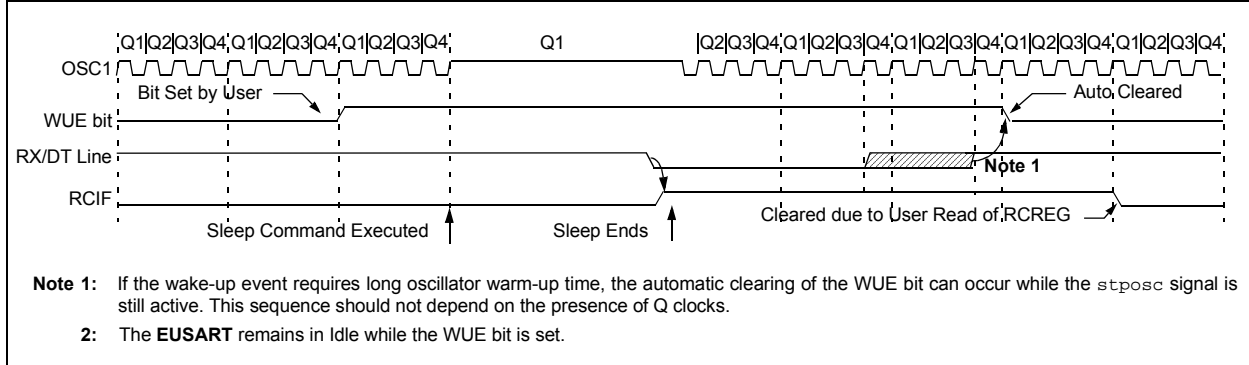 Q1 Q2 Q3 Q4 Q1 Q2 Q3 Q4 Q1 Q2 Q3 Q4 Q1 Q2 Q3 Q4 Q1 Q2 Q3 Q4 Q1 Q2 Q3 Q4 Q1 Q2 Q3 Q4 Q1 Q2 Q3 Q4
OSC1
Bit Set by User Auto Cleared
WUE bit
RX/DT Line Note 1
RCIF
Cleared due to User Read of RCREG
Sleep Command Executed Sleep Ends
Note 1: If the wake-up event requires long oscillator warm-up time, the automatic clearing of the WUE bit can occur while the stposc signal is
still active. This sequence should not depend on the presence of Q clocks.
2: The EUSART remains in Idle while the WUE bit is set.